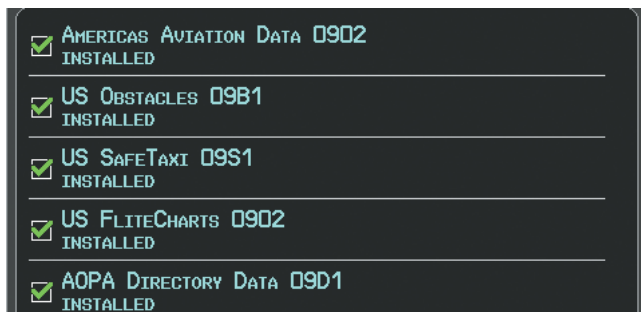 Americas Aviation Data 0902
INSTALLED
US Obstacles 09B1
INSTALLED
US SafeTaxi 09S1
INSTALLED
US FliteCharts 0902
INSTALLED
AOPA Directory Data 09D1
INSTALLED